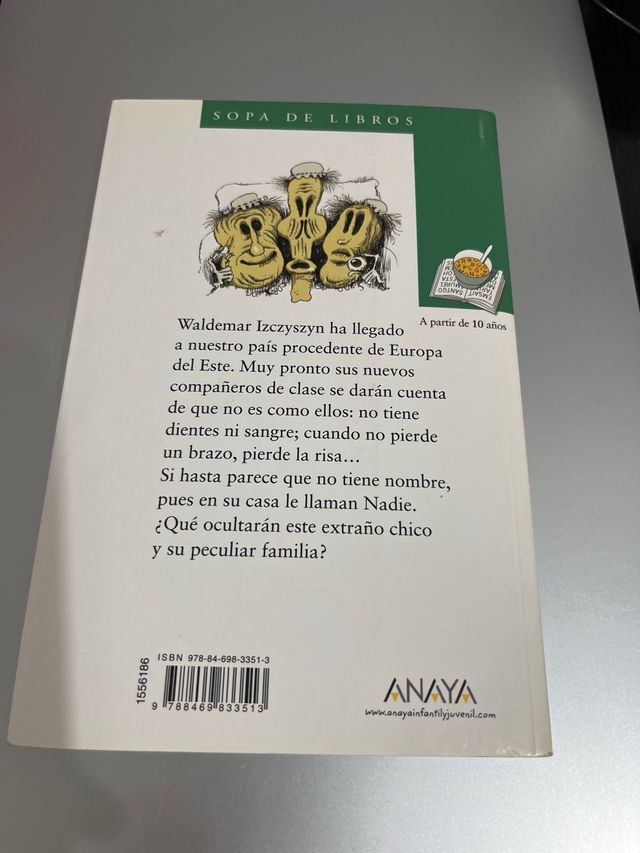 SOPA DE LIBROS
A partir de 10 años
Waldemar Izczyszyn ha llegado
a nuestro país procedente de Europa
del Este. Muy pronto sus nuevos
compañeros de clase se darán cuenta
de que no es como ellos: no tiene
dientes ni sangre; cuando no pierde
un brazo, pierde la risa…
Si hasta parece que no tiene nombre,
pues en su casa le llaman Nadie.
¿Qué ocultarán este extraño chico
y su peculiar familia?
1556186
ISBN 978-84-698-3351-3
9 788469 833513
ANAYA
www.anayainfantilyjuvenil.com